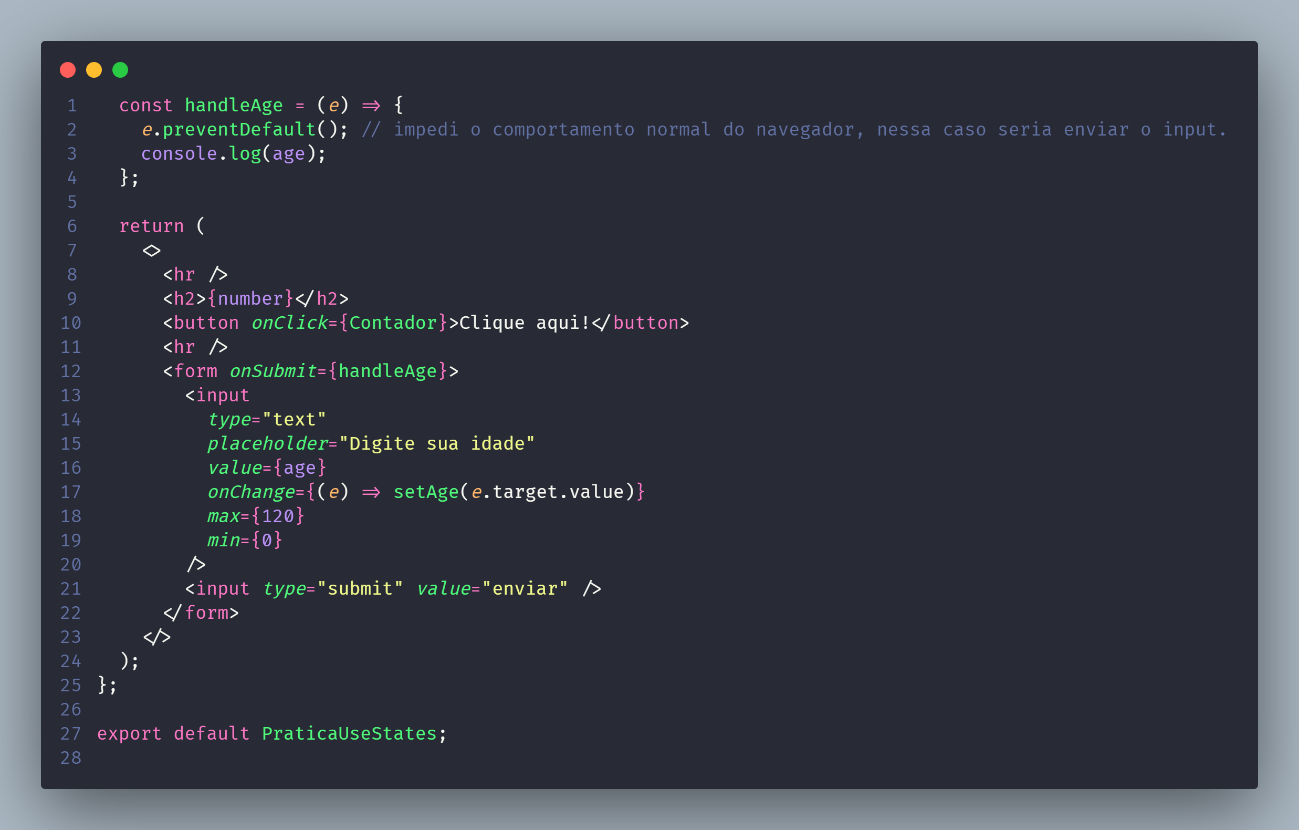 1 const handleAge = (e) => {
2 e.preventDefault(); // impedi o comportamento normal do navegador, nessa caso seria enviar o input.
3 console.log(age);
4 };
5
6 return (
7 <>
8 <hr />
9 <h2>{number}</h2>
10 <button onClick={Contador}>Clique aqui!</button>
11 <hr />
12 <form onSubmit={handleAge}>
13 <input
14 type="text"
15 placeholder="Digite sua idade"
16 value={age}
17 onChange={(e) => setAge(e.target.value)}
18 max={120}
19 min={0}
20 />
21 <input type="submit" value="enviar" />
22 </form>
23 </>
24 );
25 };
26
27 export default PraticaUseStates;
28